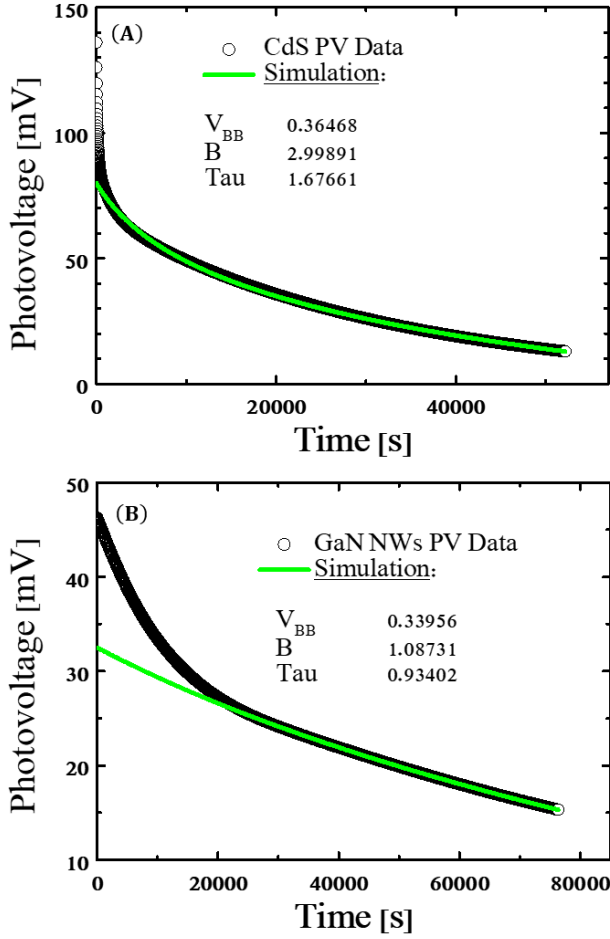 (A)
CdS PV Data
Simulation:
V_BB 0.36468
B 2.99891
Tau 1.67661
Photovoltage [mV]
150
100
50
0
0 20000 40000
Time [s]
(B)
GaN NWs PV Data
Simulation:
V_BB 0.33956
B 1.08731
Tau 0.93402
Photovoltage [mV]
50
40
30
20
10
0 20000 40000 60000 80000
Time [s]